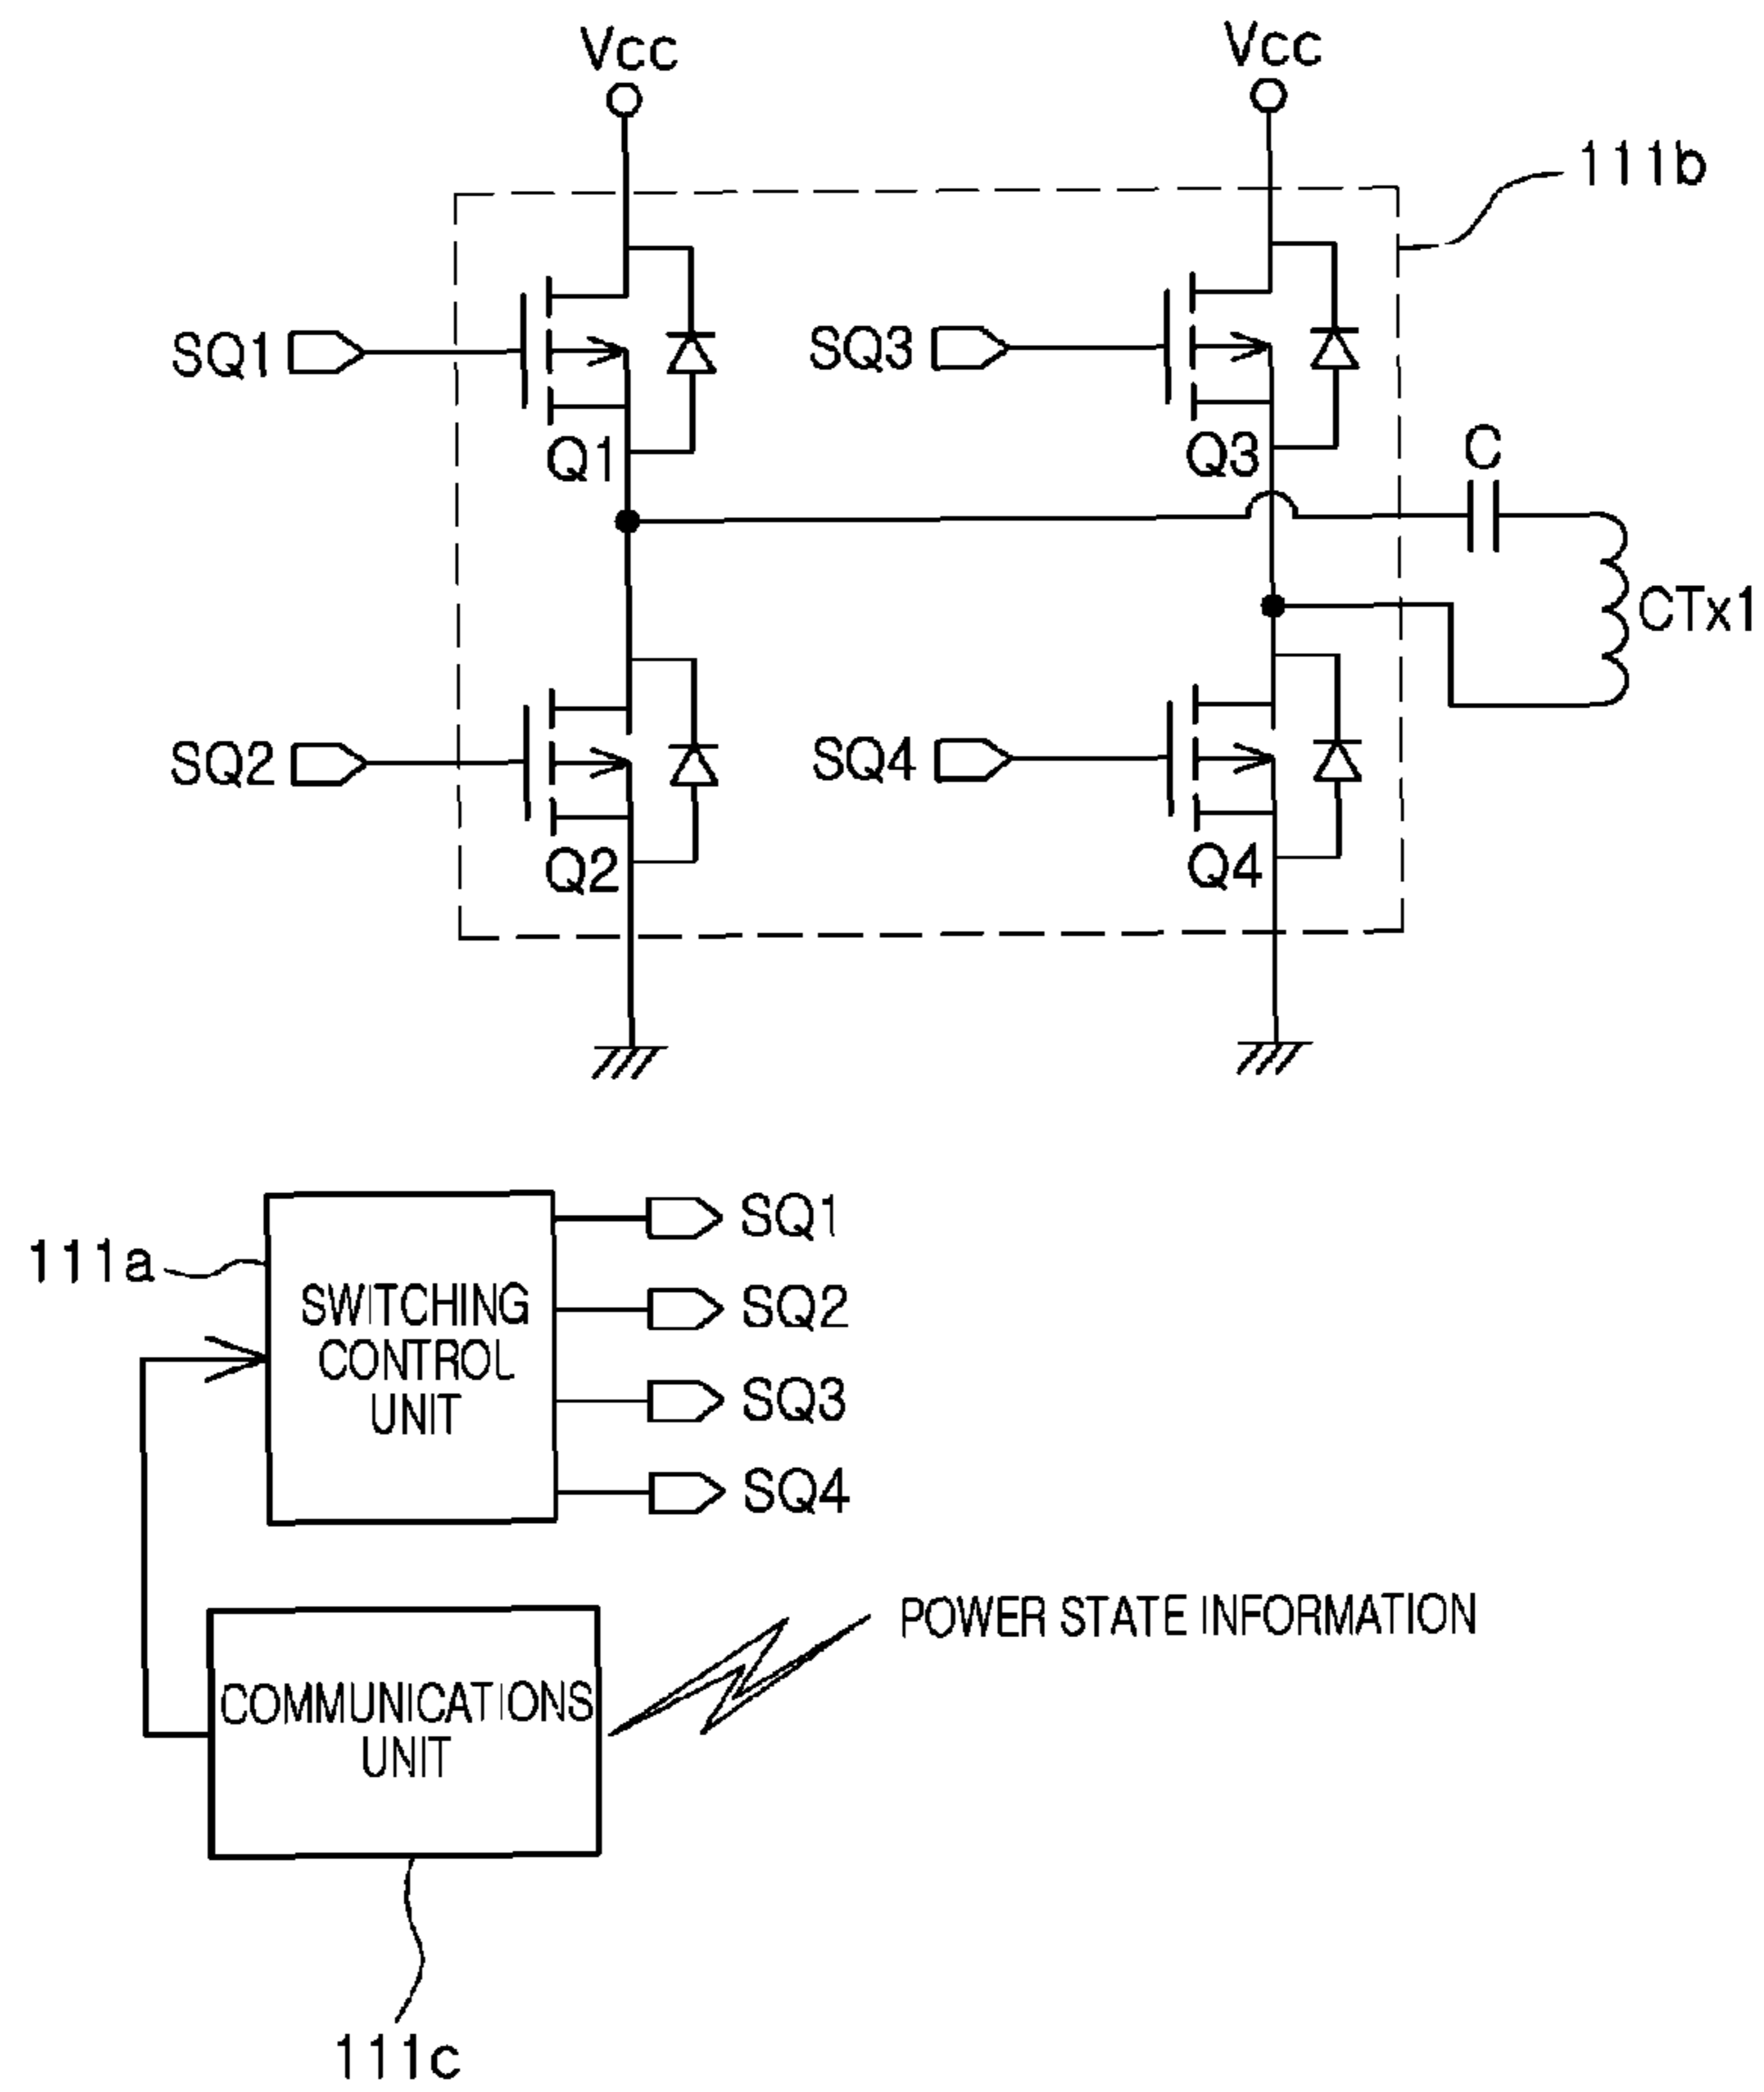 Vcc
Vcc
111b
SQ1
SQ3
Q1
Q3
C
CTx1
SQ2
SQ4
Q2
Q4
SQ1
111a
SWITCHING
CONTROL
UNIT
SQ2
SQ3
SQ4
POWER STATE INFORMATION
COMMUNICATIONS
UNIT
111c